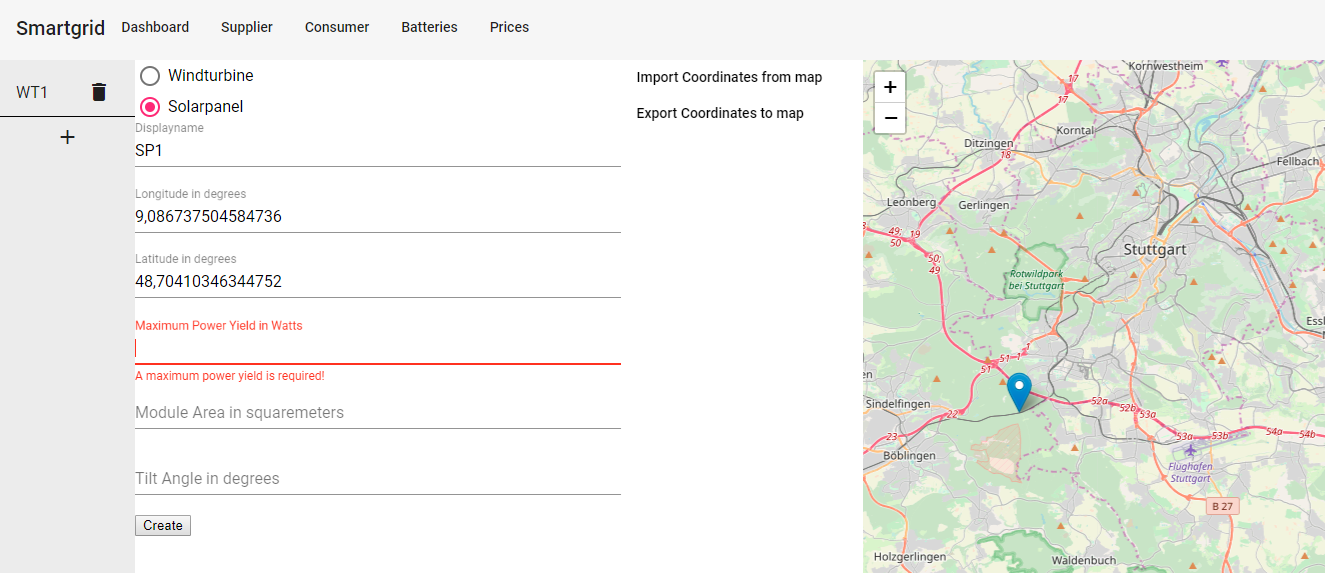 Smartgrid Dashboard Supplier Consumer Batteries Prices
WT1
+
Windturbine
Solarpanel
Displayname
SP1
Longitude in degrees
9,086737504584736
Latitude in degrees
48,70410346344752
Maximum Power Yield in Watts
A maximum power yield is required!
Module Area in squaremeters
Tilt Angle in degrees
Create
Import Coordinates from map
Export Coordinates to map
+
−
Kornwestheim
17
17
Korntal
Ditzingen
18
Fellbach
Leonberg
Gerlingen
49; 19
50
50;
49
Stuttgart
Rotwildpark
bei Stuttgart
Essl
51 1 1
51
en
Sindelfingen
22
52a
52b
53a
23
53a
53b
54a
54b
Böblingen
Flughafen
Stuttgart
B 27
Holzgerlingen
Waldenbuch